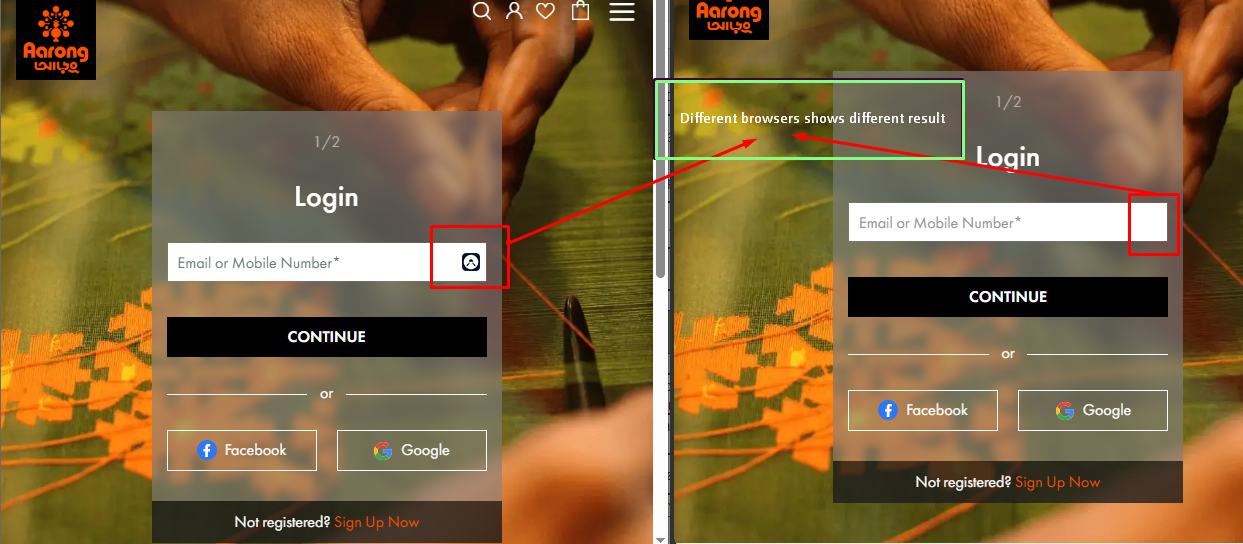 Aarong
আড়ং
1/2
Login
Email or Mobile Number*
CONTINUE
or
Facebook
Google
Not registered? Sign Up Now
Different browsers shows different result
Aarong
আড়ং
1/2
Login
Email or Mobile Number*
CONTINUE
or
Facebook
Google
Not registered? Sign Up Now